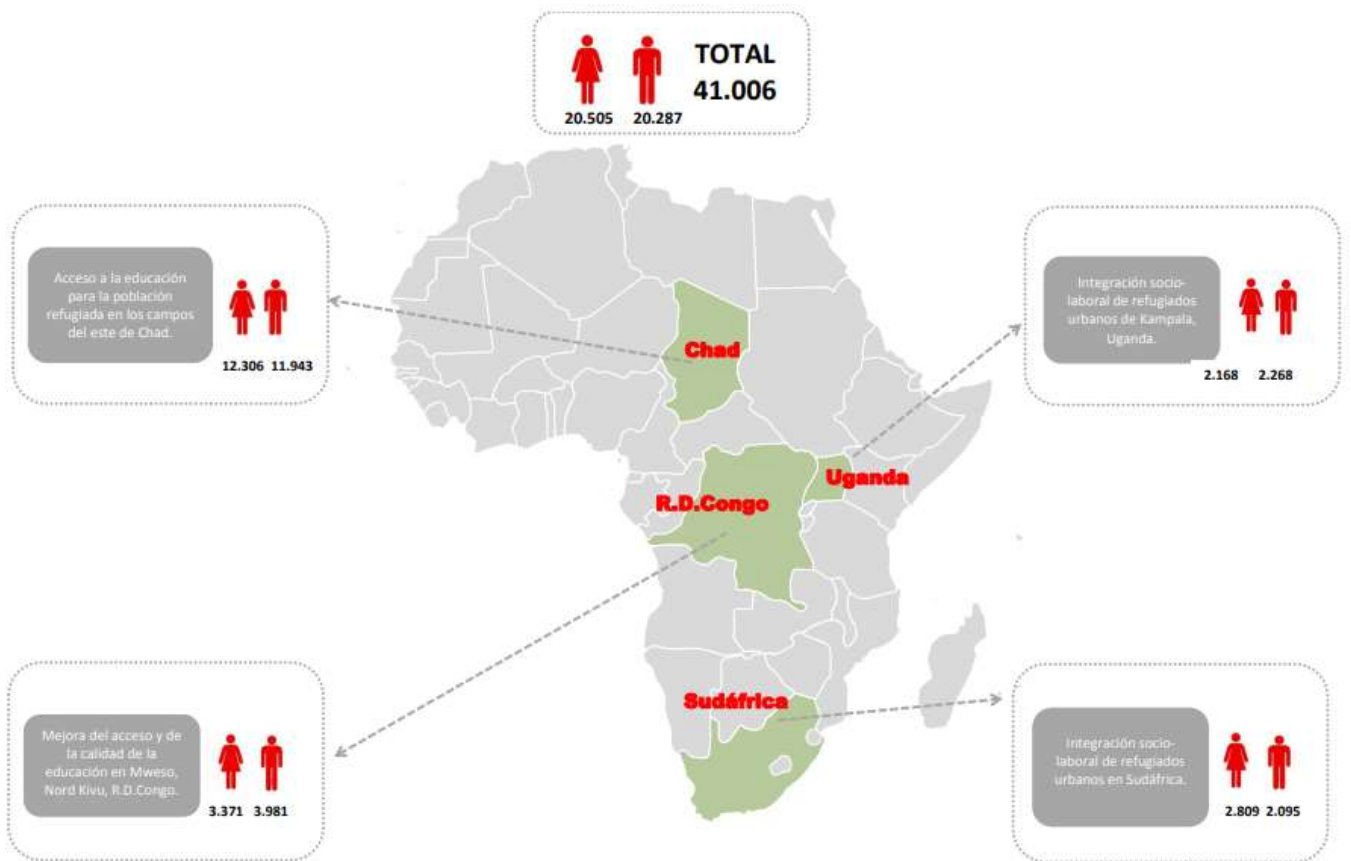 TOTAL
41.006
20.505 20.287
Acceso a la educación
para la población
refugiada en los campos
del este de Chad.
12.306 11.943
Integración socio-
laboral de refugiados
urbanos de Kampala,
Uganda.
2.168 2.268
Chad
Uganda
R.D.Congo
Sudáfrica
Mejora del acceso y de
la calidad de la
educación en Mweso,
Nord Kivu, R.D.Congo.
3.371 3.981
Integración socio-
laboral de refugiados
urbanos en Sudáfrica.
2.809 2.095